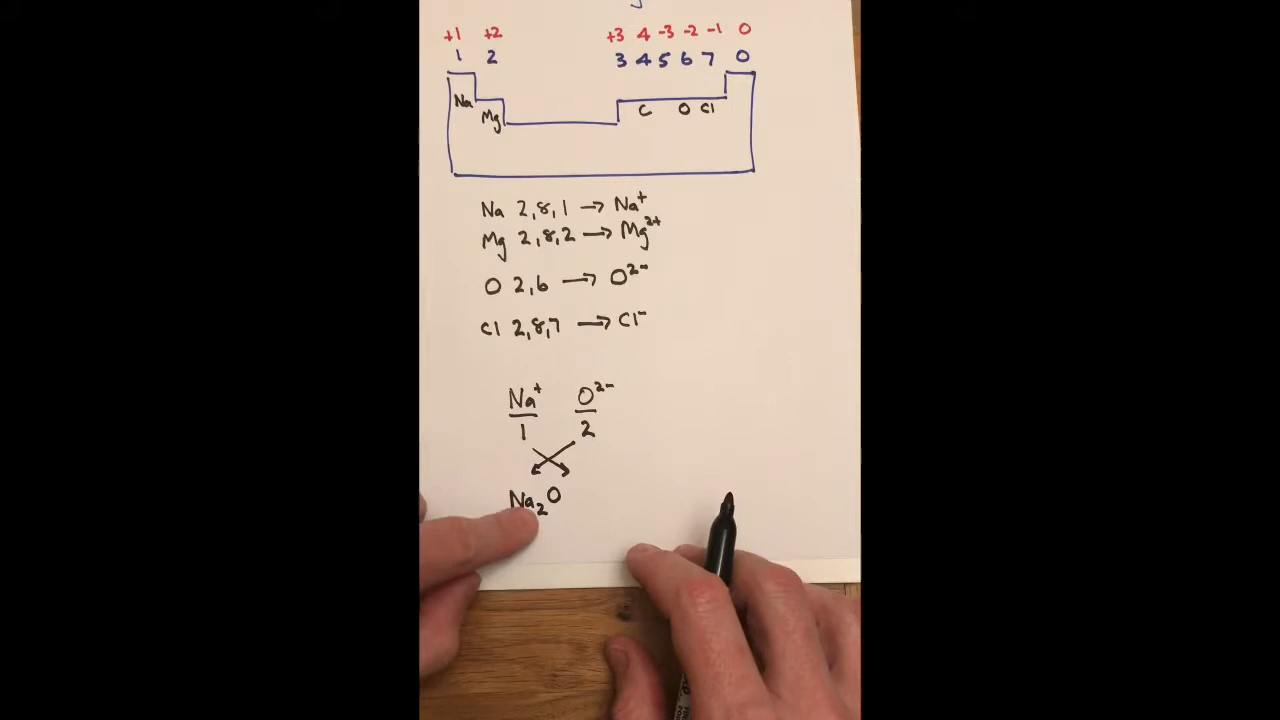 +1 +2 +3 4 -3 -2 -1 0
1 2 3 4 5 6 7 0
Na Mg C O Cl
Na 2,8,1 → Na⁺
Mg 2,8,2 → Mg²⁺
O 2,6 → O²⁻
Cl 2,8,7 → Cl⁻
Na⁺ O²⁻
1 2
Na₂O